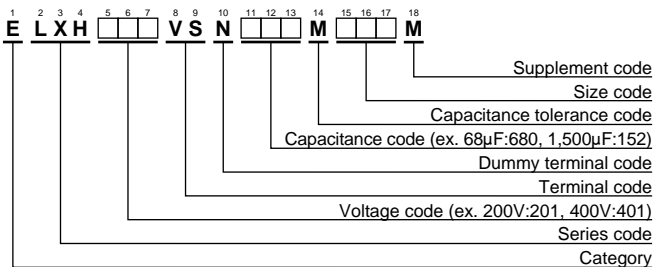 1 2 3 4 5 6 7 8 9 10 11 12 13 14 15 16 17 18
E LXH □□□ VS N □□□ M □□□ M
Supplement code
Size code
Capacitance tolerance code
Capacitance code (ex. 68μF:680, 1,500μF:152)
Dummy terminal code
Terminal code
Voltage code (ex. 200V:201, 400V:401)
Series code
Category